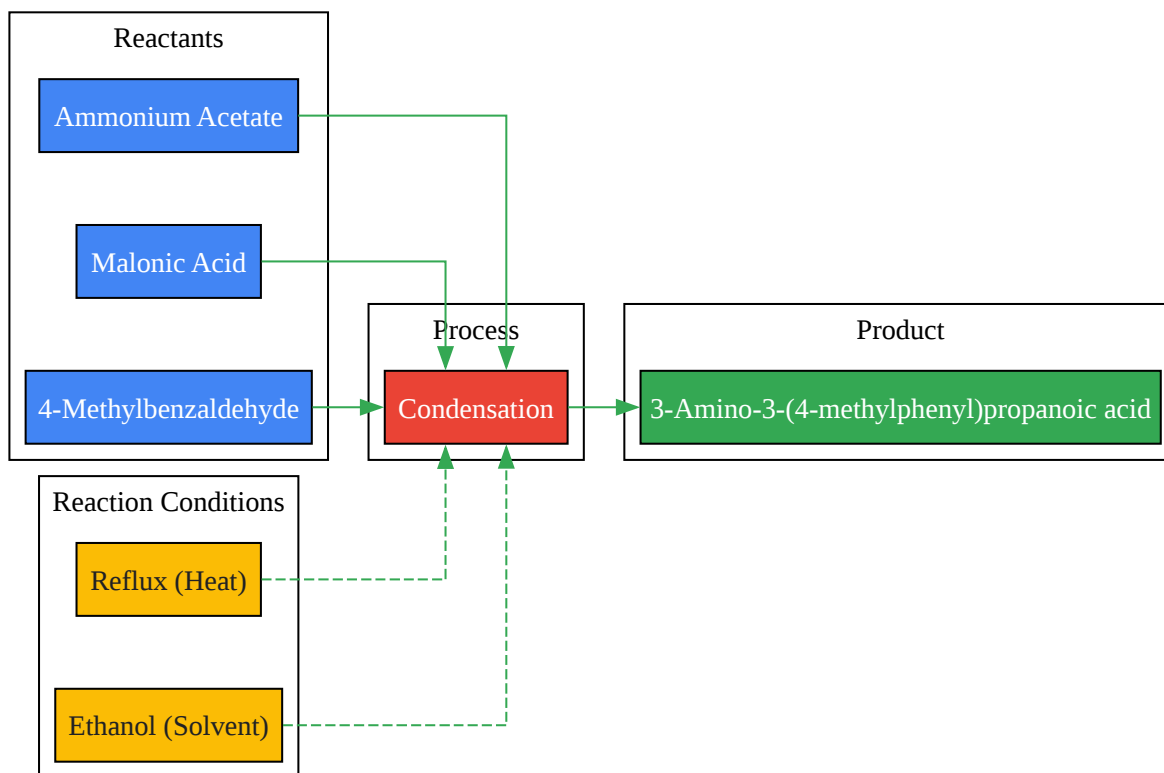 Reactants
Ammonium Acetate
Malonic Acid
4-Methylbenzaldehyde
Process
Condensation
Product
3-Amino-3-(4-methylphenyl)propanoic acid
Reaction Conditions
Reflux (Heat)
Ethanol (Solvent)